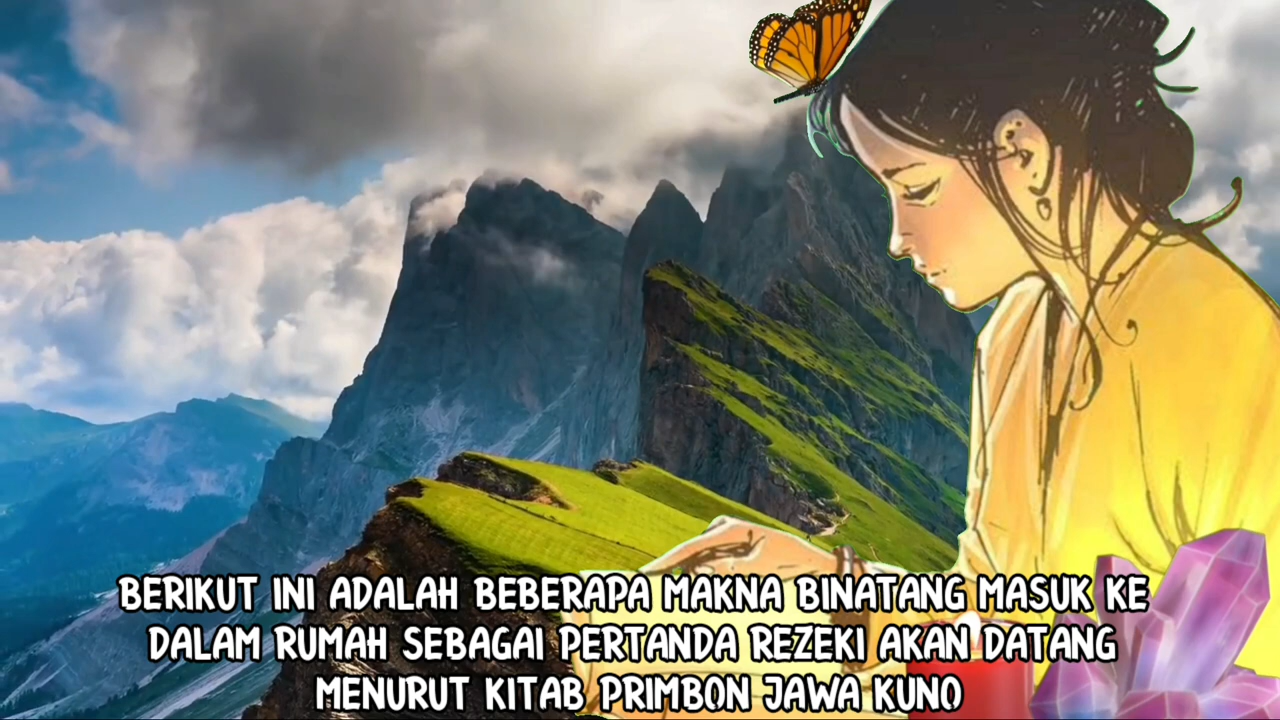 BERIKUT INI ADALAH BEBERAPA MAKNA BINATANG MASUK KE
DALAM RUMAH SEBAGAI PERTANDA REZEKI AKAN DATANG
MENURUT KITAB PRIMBON JAWA KUNO